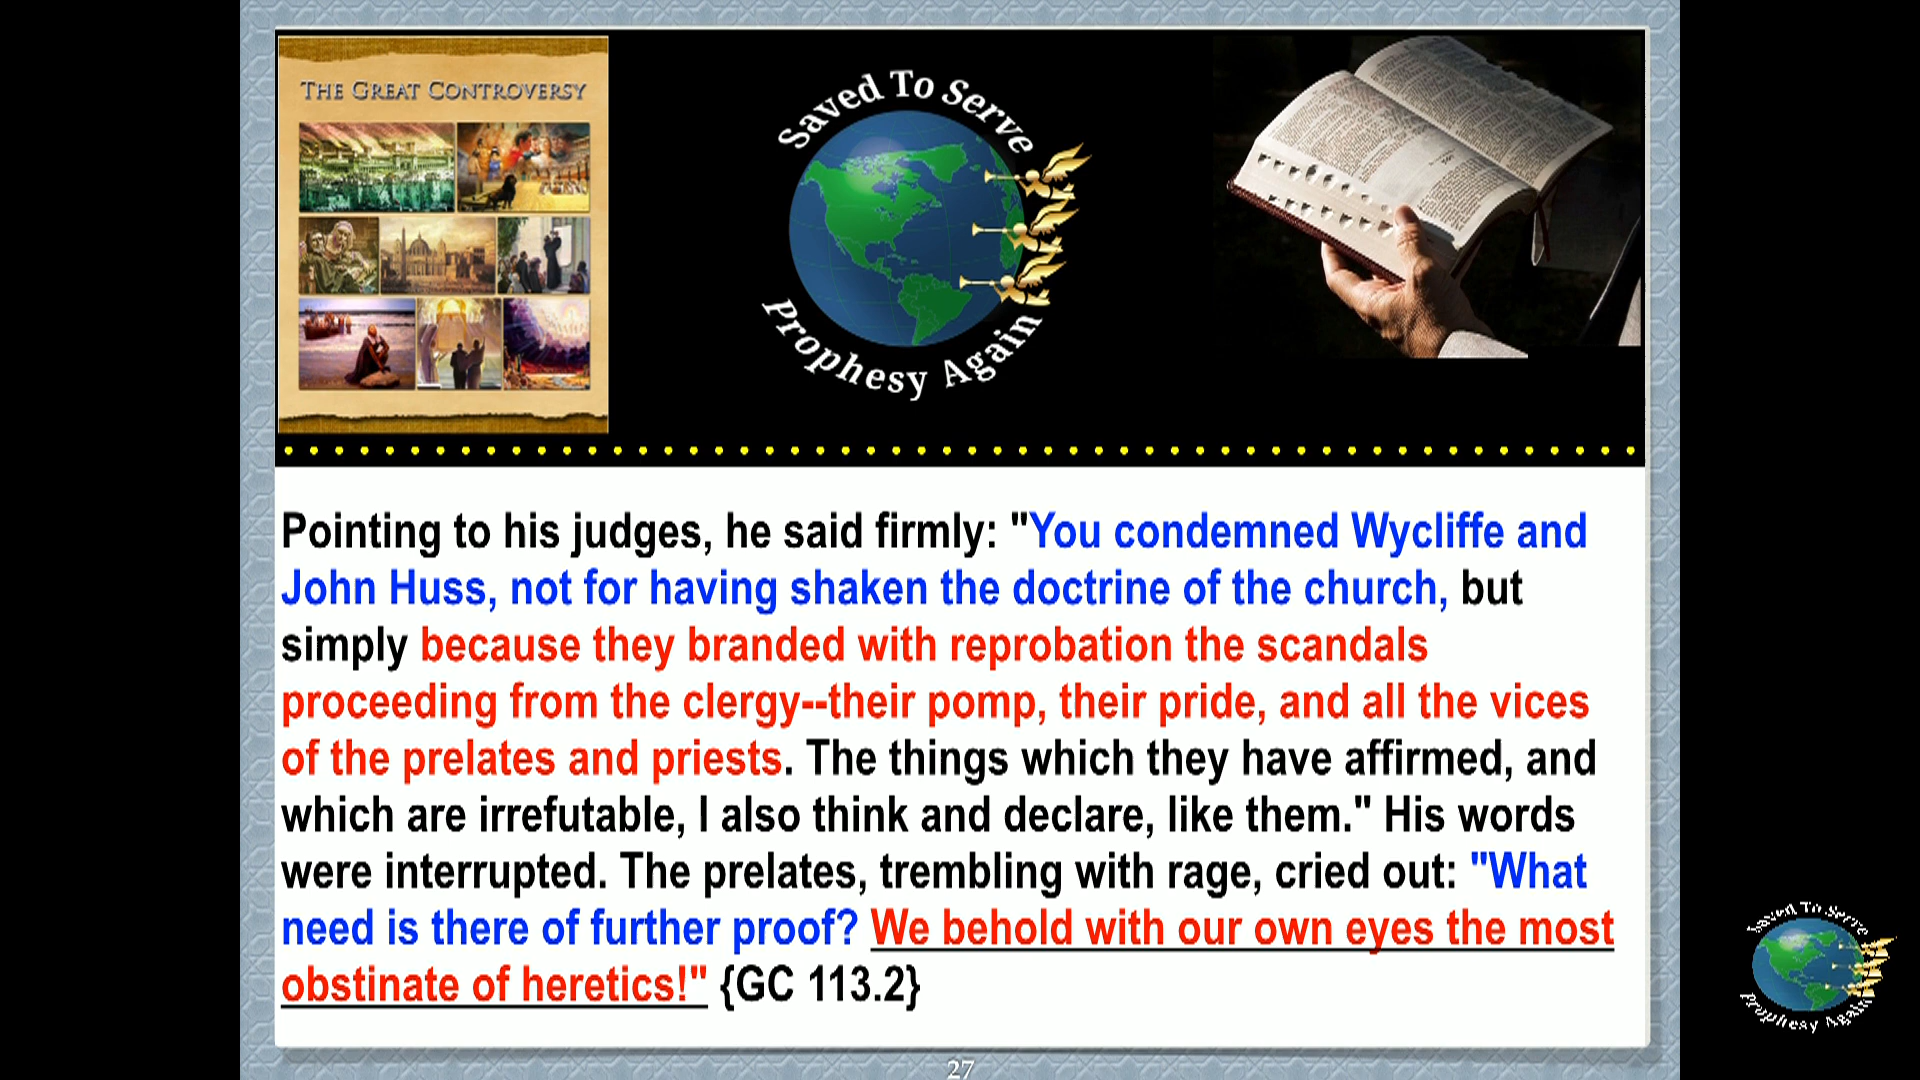 THE GREAT CONTROVERSY
Saved To Serve
Prophesy Again
Pointing to his judges, he said firmly: "You condemned Wycliffe and
John Huss, not for having shaken the doctrine of the church, but
simply because they branded with reprobation the scandals
proceeding from the clergy--their pomp, their pride, and all the vices
of the prelates and priests. The things which they have affirmed, and
which are irrefutable, I also think and declare, like them." His words
were interrupted. The prelates, trembling with rage, cried out: "What
need is there of further proof? We behold with our own eyes the most
obstinate of heretics!" {GC 113.2}
27
Saved To Serve
Prophesy Again